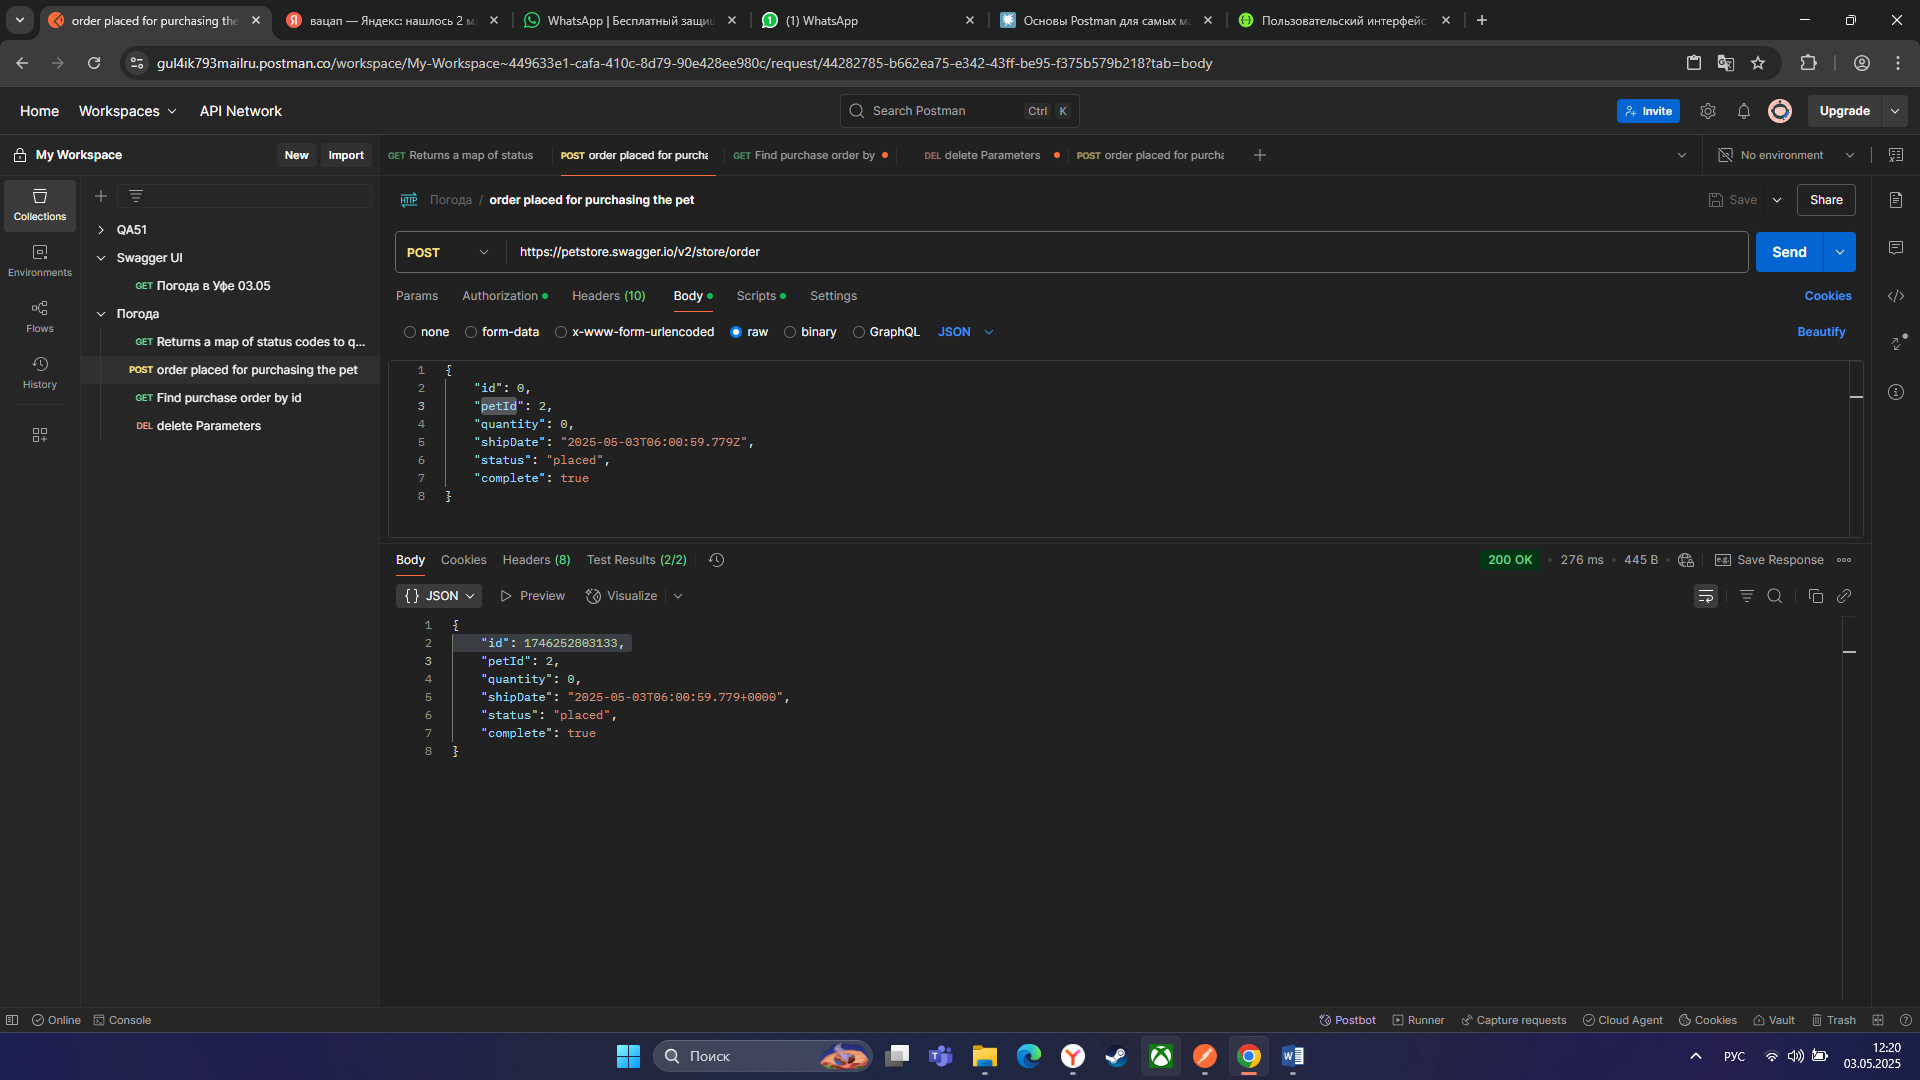 order placed for purchasing the
вацап — Яндекс: нашлось 2 м
WhatsApp | Бесплатный защи
(1) WhatsApp
Основы Postman для самых м
Пользовательский интерфейс
gul4ik793mailru.postman.co/workspace/My-Workspace~449633e1-cafa-410c-8d79-90e428ee980c/request/44282785-b662ea75-e342-43ff-be95-f375b579b218?tab=body
Home Workspaces API Network
Search Postman Ctrl K
Invite
Upgrade
My Workspace New Import
GET Returns a map of status
POST order placed for purcha
GET Find purchase order by
DEL delete Parameters
POST order placed for purcha
No environment
Collections
Environments
Flows
History
QA51
Swagger UI
GET Погода в Уфе 03.05
Погода
GET Returns a map of status codes to q...
POST order placed for purchasing the pet
GET Find purchase order by id
DEL delete Parameters
HTTP Погода / order placed for purchasing the pet
Save Share
POST https://petstore.swagger.io/v2/store/order
Send
Params Authorization Headers (10) Body Scripts Settings
Cookies
none form-data x-www-form-urlencoded raw binary GraphQL JSON
Beautify
1 {
2 "id": 0,
3 "petId": 2,
4 "quantity": 0,
5 "shipDate": "2025-05-03T06:00:59.779Z",
6 "status": "placed",
7 "complete": true
8 }
Body Cookies Headers (8) Test Results (2/2)
200 OK 276 ms 445 B e.g. Save Response
{} JSON Preview Visualize
1 {
2 "id": 1746252803133,
3 "petId": 2,
4 "quantity": 0,
5 "shipDate": "2025-05-03T06:00:59.779+0000",
6 "status": "placed",
7 "complete": true
8 }
Online Console
Postbot Runner Capture requests Cloud Agent Cookies Vault Trash
Поиск
РУС
12:20
03.05.2025